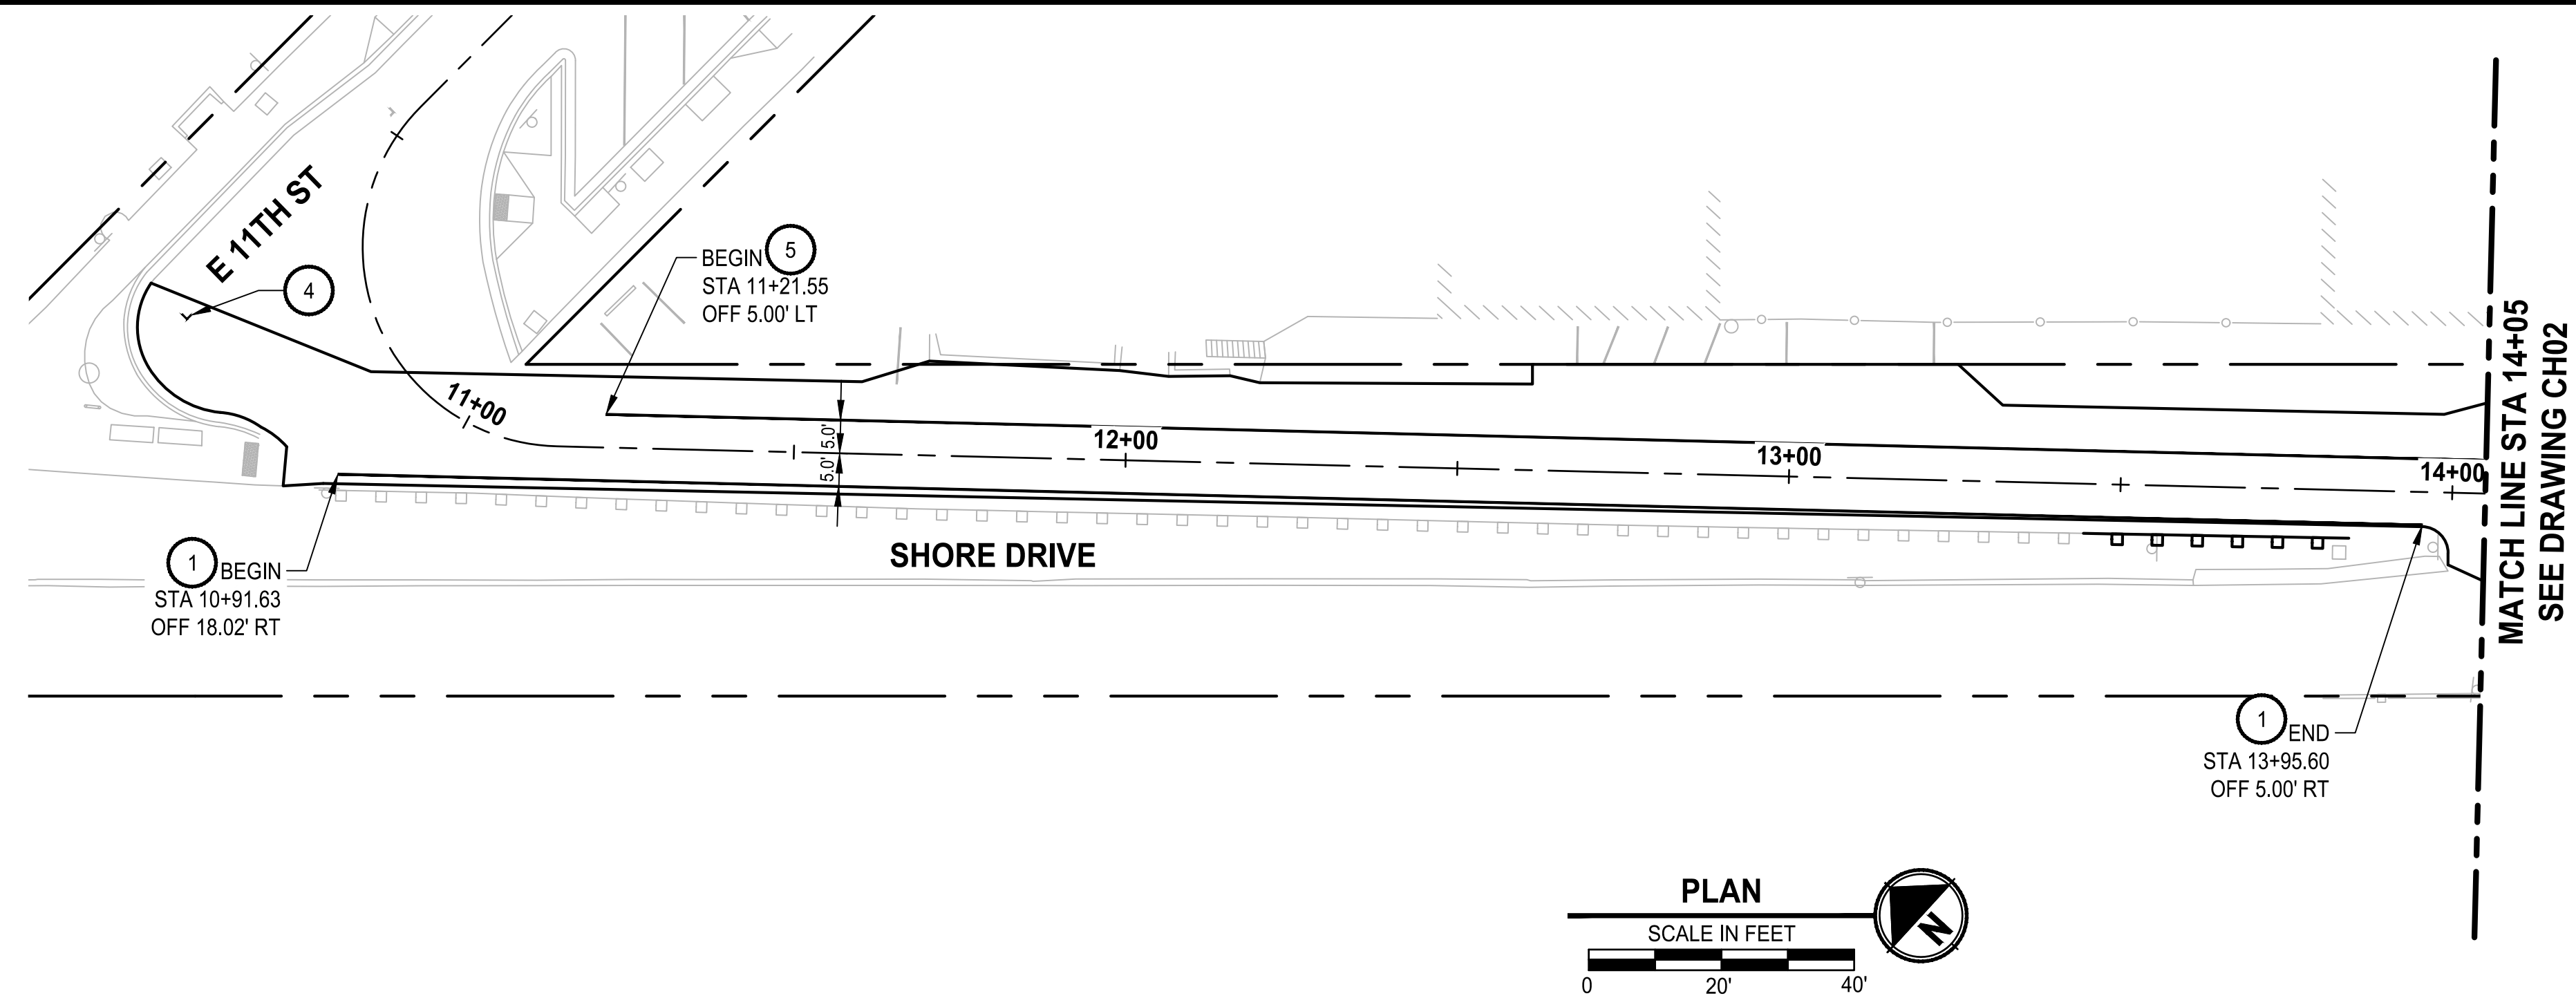 E 11TH ST
4
BEGIN 5
STA 11+21.55
OFF 5.00' LT
11+00
5.0'
5.0'
12+00
13+00
14+00
MATCH LINE STA 14+05
SEE DRAWING CH02
SHORE DRIVE
1 BEGIN
STA 10+91.63
OFF 18.02' RT
1 END
STA 13+95.60
OFF 5.00' RT
PLAN
N
SCALE IN FEET
0 20' 40'